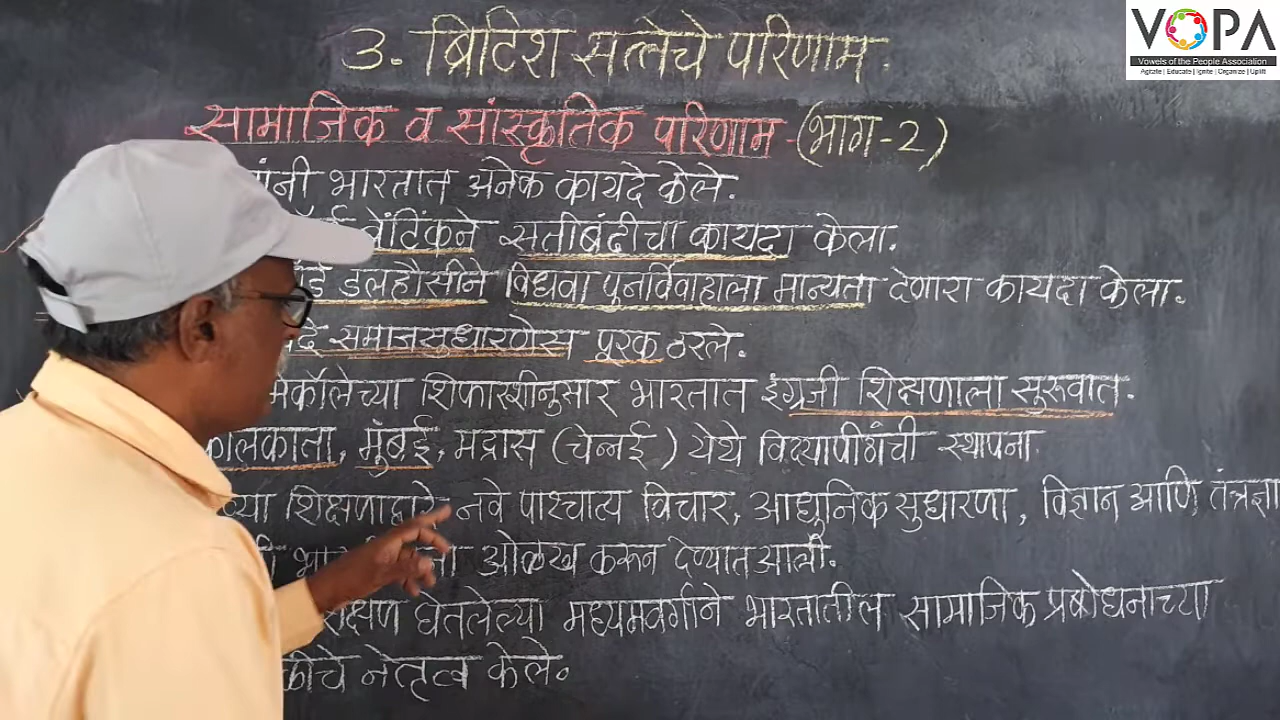 VOPA
Vowels of the People Association
Agitate | Educate | Ignite | Organize | Uplift
3. ब्रिटिश सत्तेचे परिणाम.
सामाजिक व सांस्कृतिक परिणाम - (भाग-2)
भारतात अनेक कायदे केले.
बेंटिंकने सतीबंदीचा कायदा केला.
डलहौसीने विधवा पुनर्विवाहाला मान्यता देणारा कायदा केला.
समाजसुधारणेस पूरक ठरले.
मेकॉलेच्या शिफारशीनुसार भारतात इंग्रजी शिक्षणाला सुरूवात.
कोलकाता, मुंबई, मद्रास (चेन्नई) येथे विद्यापीठांची स्थापना
शिक्षणाद्वारे नवे पाश्चात्य विचार, आधुनिक सुधारणा, विज्ञान आणि
ओळख करून देण्यात आली.
घेतलेल्या मध्यमवर्गाने भारतातील सामाजिक प्रबोधनाच्या
नेतृत्व केले.